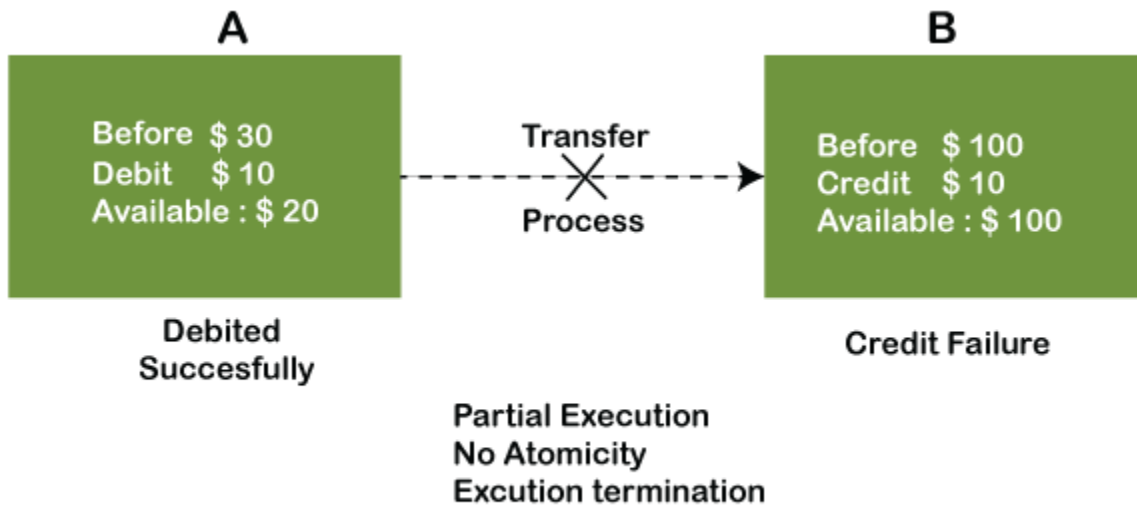 A
Before $ 30
Debit $ 10
Available : $ 20
Debited
Succesfully
Transfer
Process
B
Before $ 100
Credit $ 10
Available : $ 100
Credit Failure
Partial Execution
No Atomicity
Excution termination